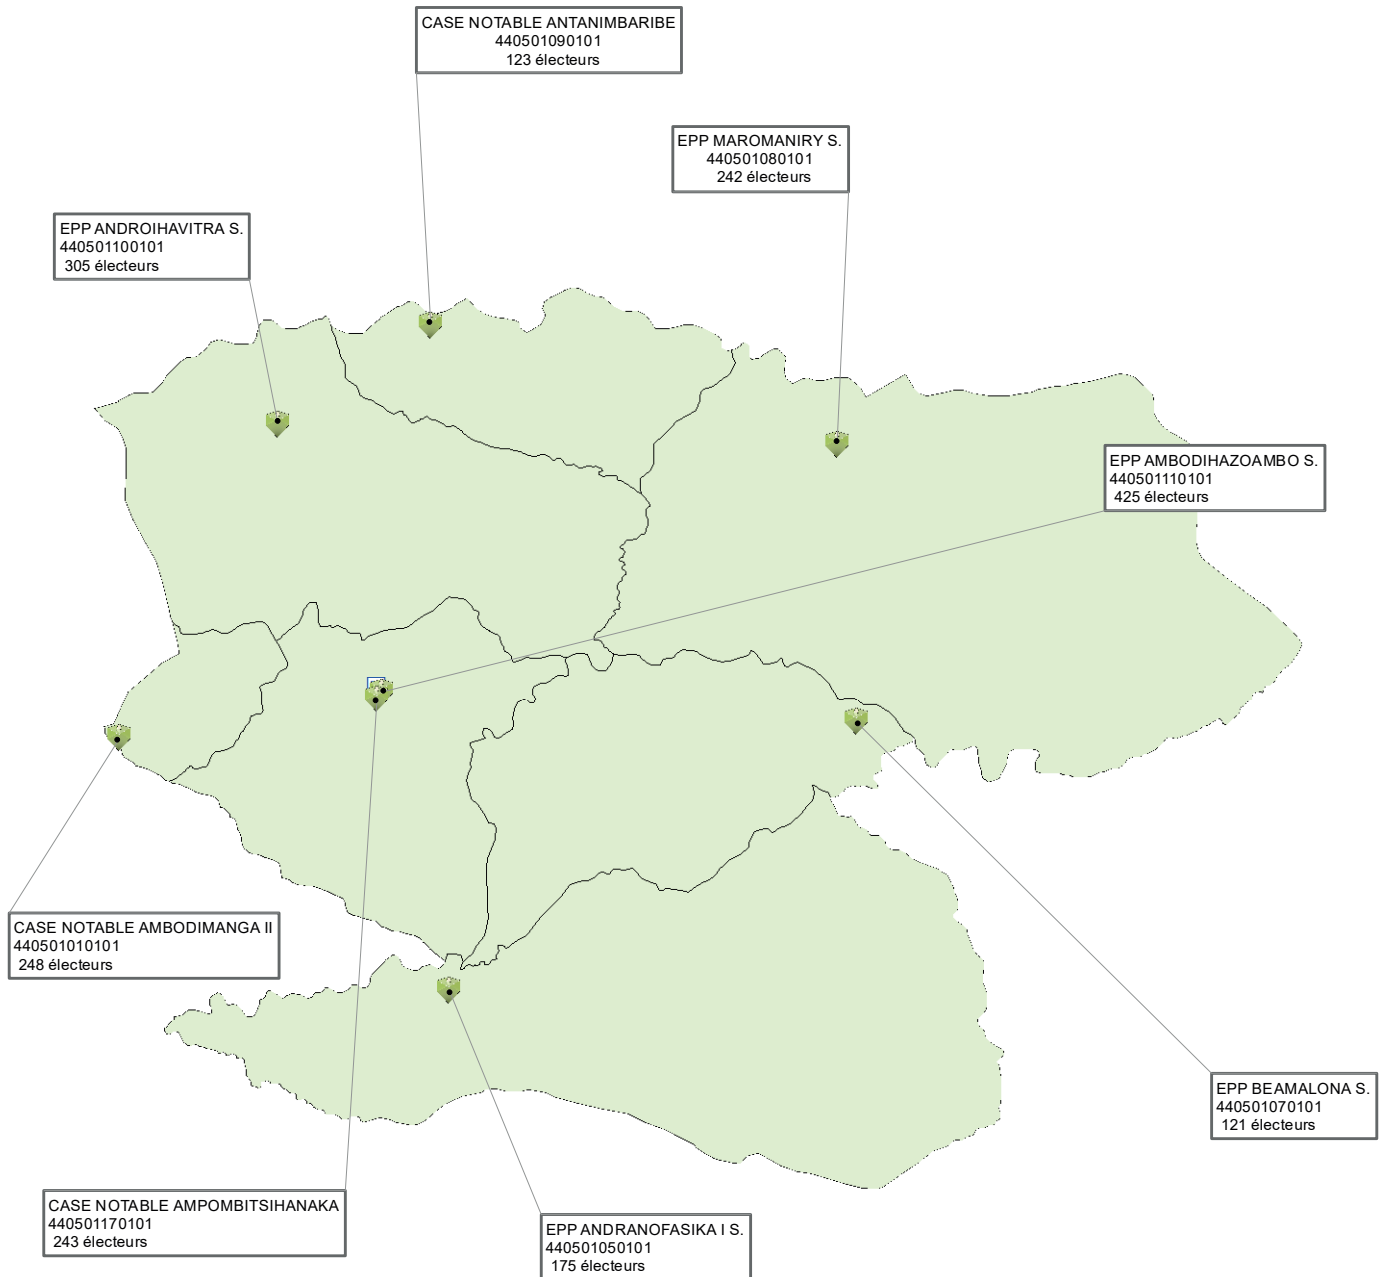 CASE NOTABLE ANTANIMBARIBE
440501090101
123 électeurs
EPP MAROMANIRY S.
440501080101
242 électeurs
EPP ANDROIHAVITRA S.
440501100101
305 électeurs
EPP AMBODIHAZOAMBO S.
440501110101
425 électeurs
CASE NOTABLE AMBODIMANGA II
440501010101
248 électeurs
EPP BEAMALONA S.
440501070101
121 électeurs
CASE NOTABLE AMPOMBITSIHANAKA
440501170101
243 électeurs
EPP ANDRANOFASIKA I S.
440501050101
175 électeurs